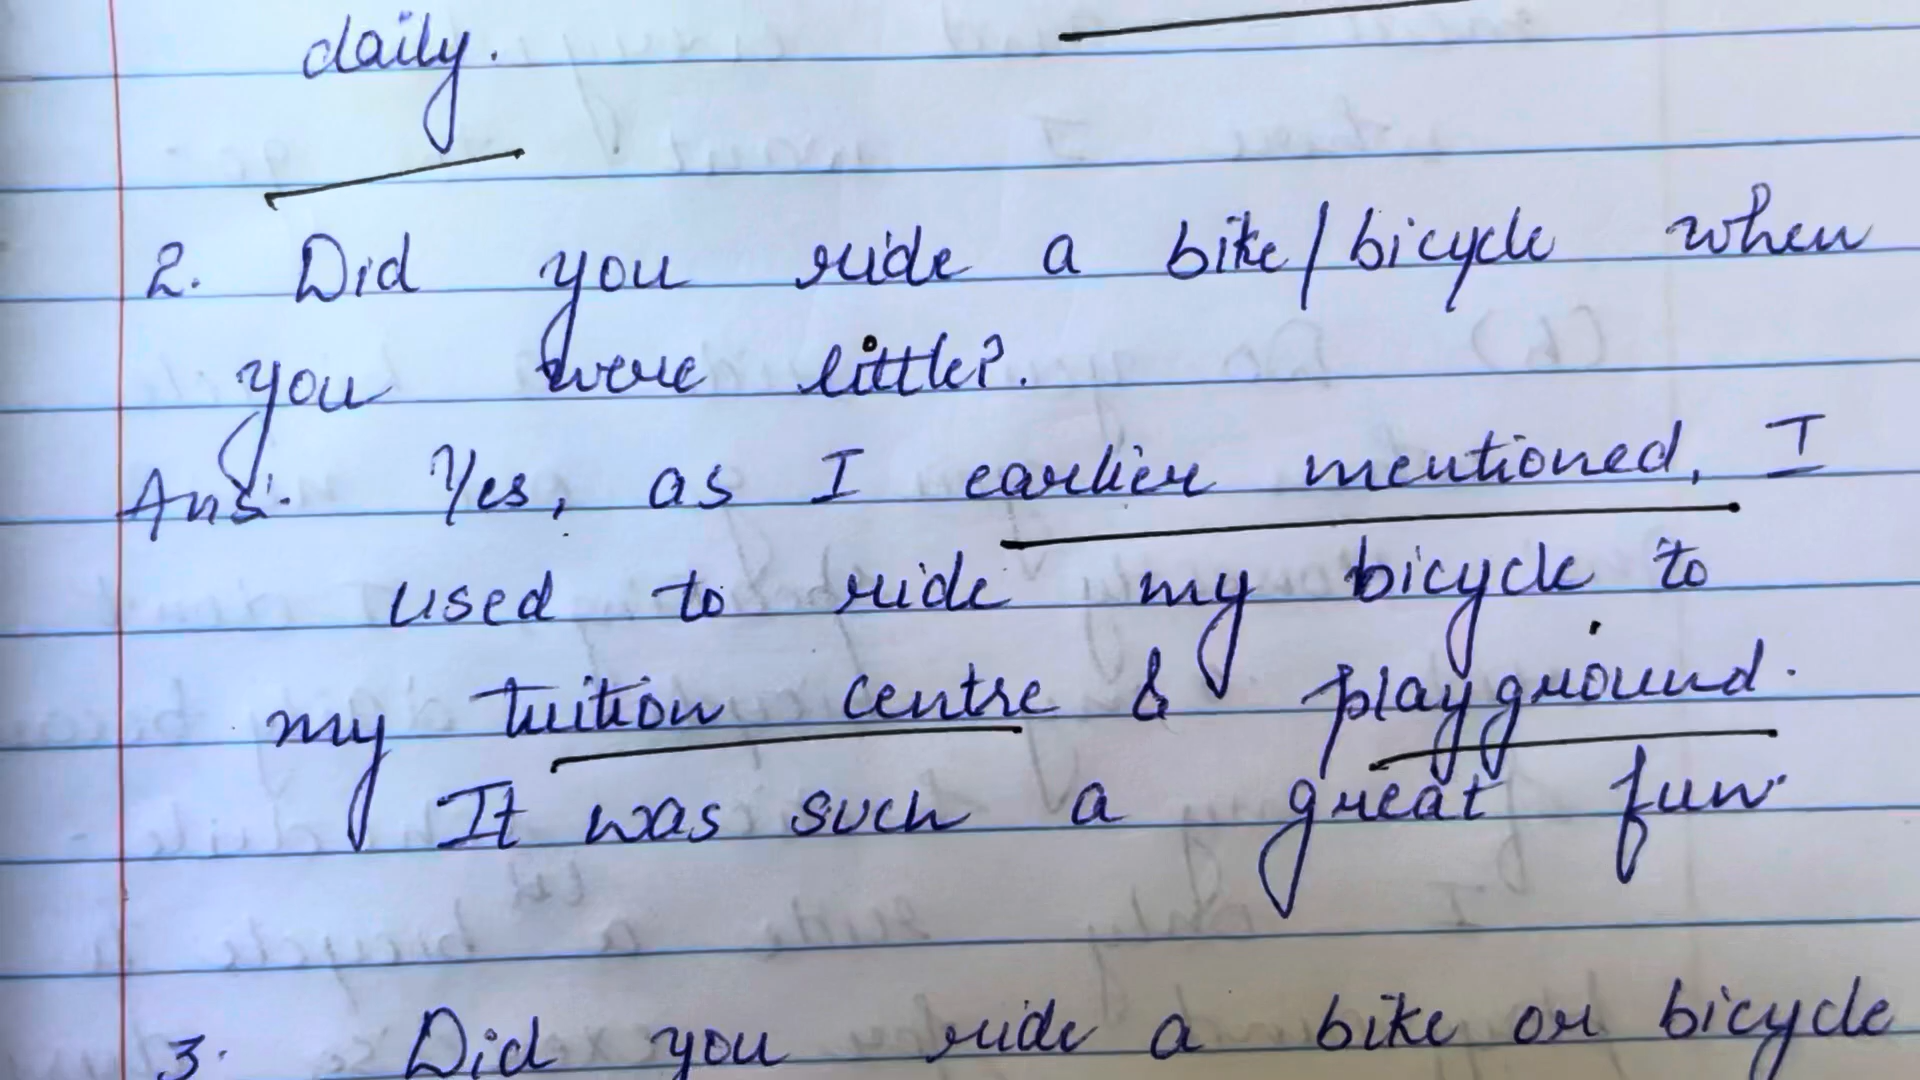 daily.
2. Did you ride a bike/bicycle when
you were little?.
Ans:- Yes, as I earlier mentioned, I
used to ride my bicycle to
my tuition centre & playground.
It was such a great fun.
3. Did you ride a bike or bicycle